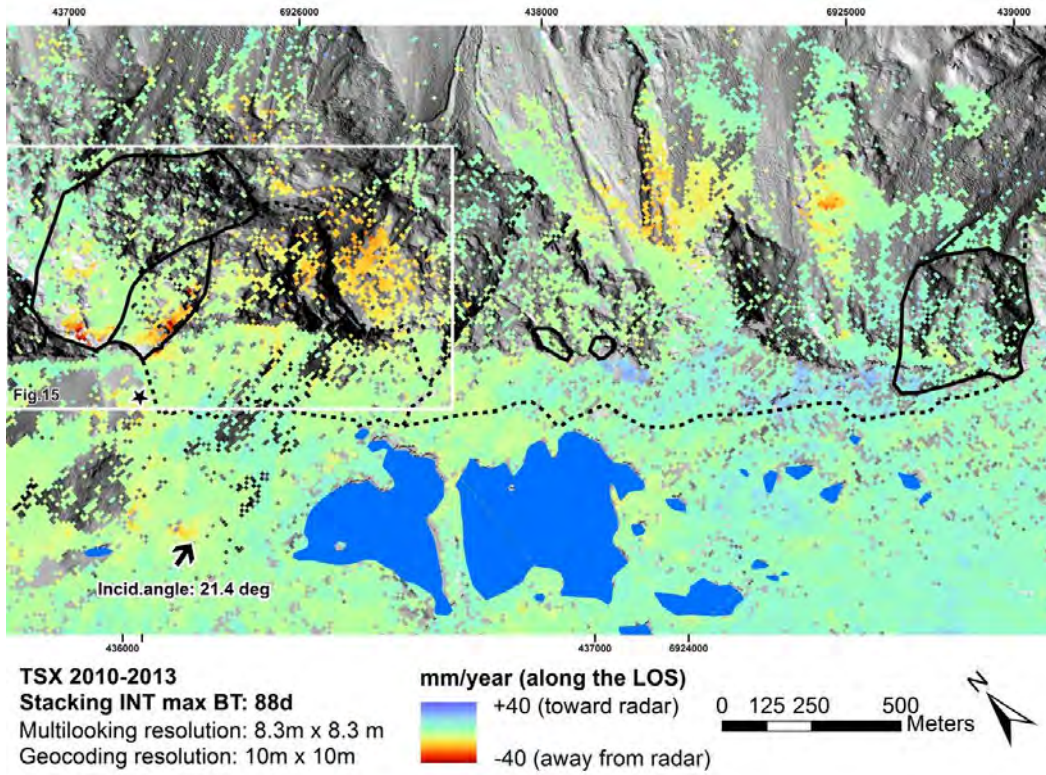 437000 6926000 438000 6925000 439000
Fig.15
Incid.angle: 21.4 deg
436000 437000 6924000
TSX 2010-2013
Stacking INT max BT: 88d
Multilooking resolution: 8.3m x 8.3 m
Geocoding resolution: 10m x 10m
mm/year (along the LOS)
+40 (toward radar)
-40 (away from radar)
0 125 250 500
Meters
N